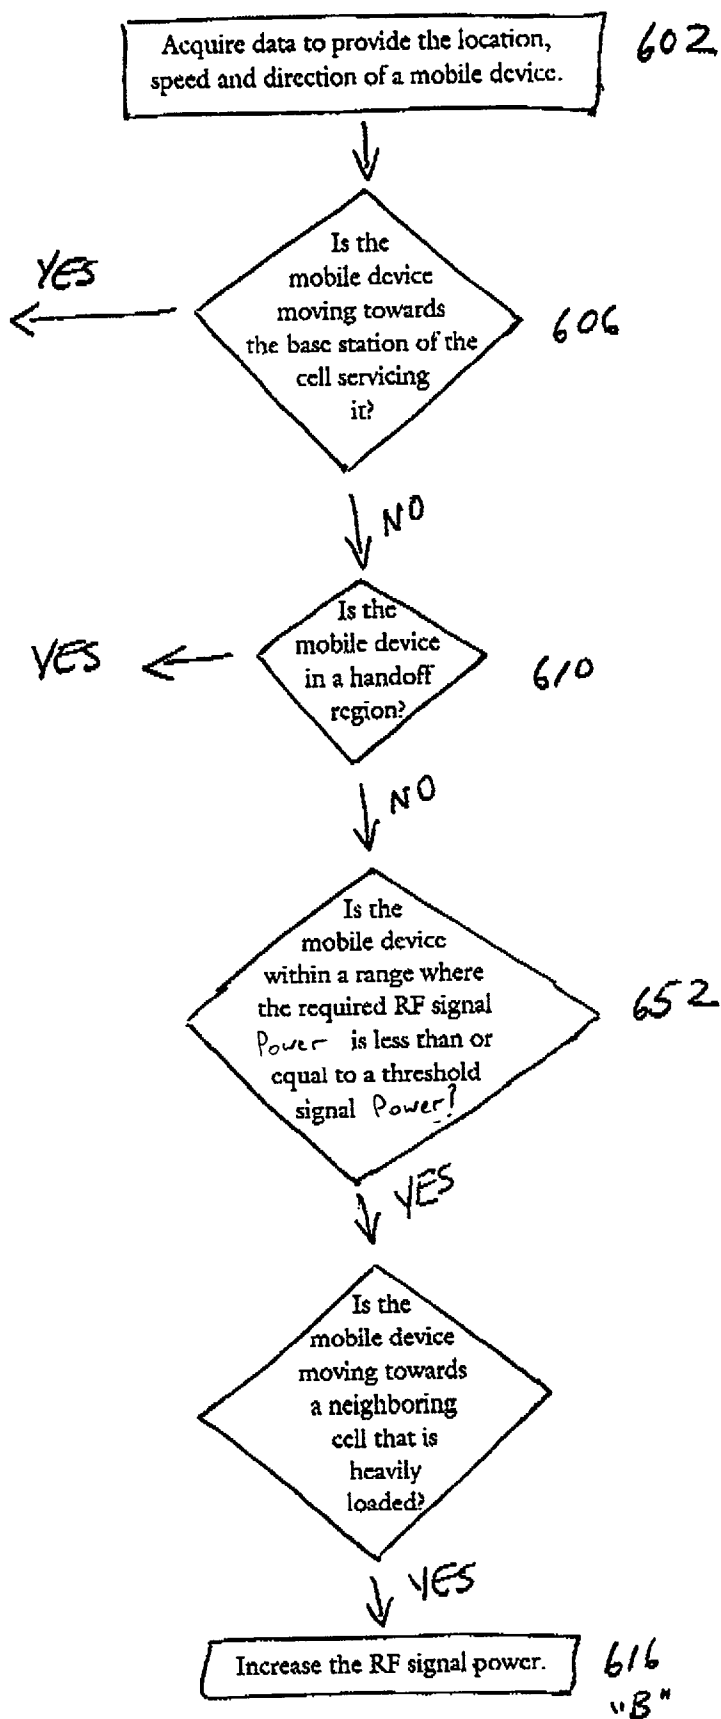 Acquire data to provide the location,
speed and direction of a mobile device.
602
Is the
mobile device
moving towards
the base station of the
cell servicing
it?
YES
606
NO
Is the
mobile device
in a handoff
region?
YES
610
NO
Is the
mobile device
within a range where
the required RF signal
Power is less than or
equal to a threshold
signal Power?
652
YES
Is the
mobile device
moving towards
a neighboring
cell that is
heavily
loaded?
YES
Increase the RF signal power.
616
"B"